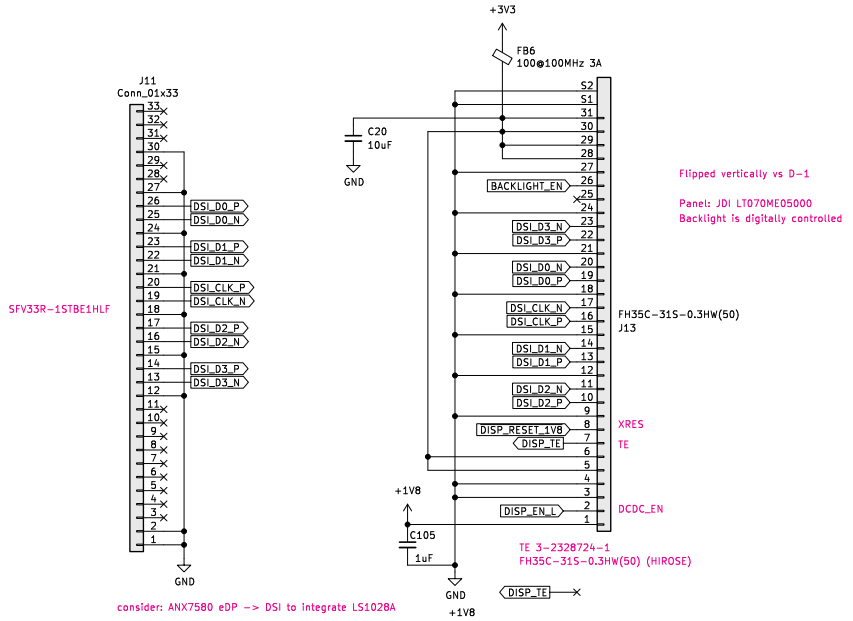 +3V3
FB6
100@100MHz 3A
J11
Conn_01x33
33
32
31
30
29
28
27
26
25
24
23
22
21
20
19
18
17
16
15
14
13
12
11
10
9
8
7
6
5
4
3
2
1
DSI_D0_P
DSI_D0_N
DSI_D1_P
DSI_D1_N
DSI_CLK_P
DSI_CLK_N
DSI_D2_P
DSI_D2_N
DSI_D3_P
DSI_D3_N
SFV33R-1STBE1HLF
GND
consider: ANX7580 eDP -> DSI to integrate LS1028A
C20
10uF
GND
S2
S1
31
30
29
28
27
26
25
24
23
22
21
20
19
18
17
16
15
14
13
12
11
10
9
8
7
6
5
4
3
2
1
BACKLIGHT_EN
DSI_D3_N
DSI_D3_P
DSI_D0_N
DSI_D0_P
DSI_CLK_N
DSI_CLK_P
DSI_D1_N
DSI_D1_P
DSI_D2_N
DSI_D2_P
DISP_RESET_1V8
DISP_TE
DISP_EN_L
Flipped vertically vs D-1
Panel: JDI LT070ME05000
Backlight is digitally controlled
FH35C-31S-0.3HW(50)
J13
XRES
TE
DCDC_EN
+1V8
C105
1uF
TE 3-2328724-1
FH35C-31S-0.3HW(50) (HIROSE)
GND
+1V8
DISP_TE